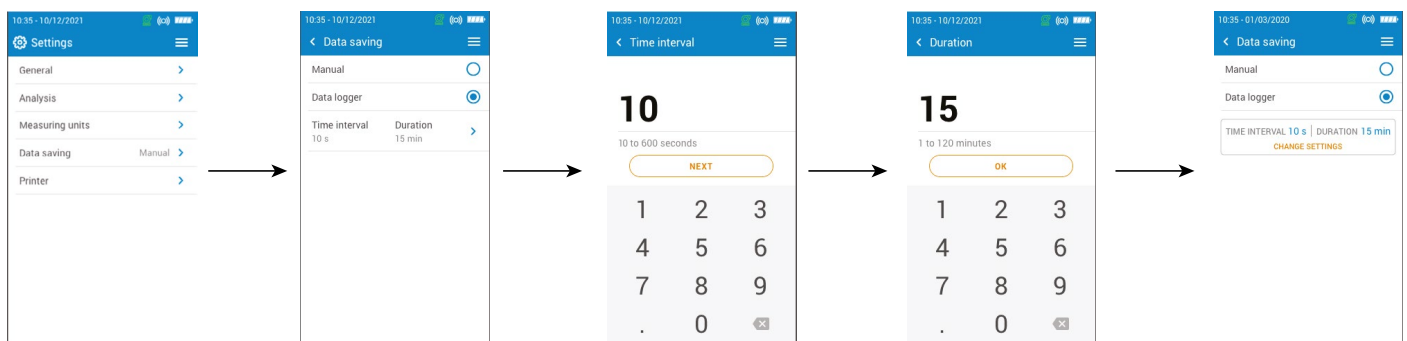 10:35 - 10/12/2021
Settings
General
Analysis
Measuring units
Data saving Manual
Printer
10:35 - 10/12/2021
Data saving
Manual
Data logger
Time interval Duration
10 s 15 min
10:35 - 10/12/2021
Time interval
10
10 to 600 seconds
NEXT
1 2 3
4 5 6
7 8 9
. 0
10:35 - 10/12/2021
Duration
15
1 to 120 minutes
OK
1 2 3
4 5 6
7 8 9
. 0
10:35 - 01/03/2020
Data saving
Manual
Data logger
TIME INTERVAL 10 s | DURATION 15 min
CHANGE SETTINGS